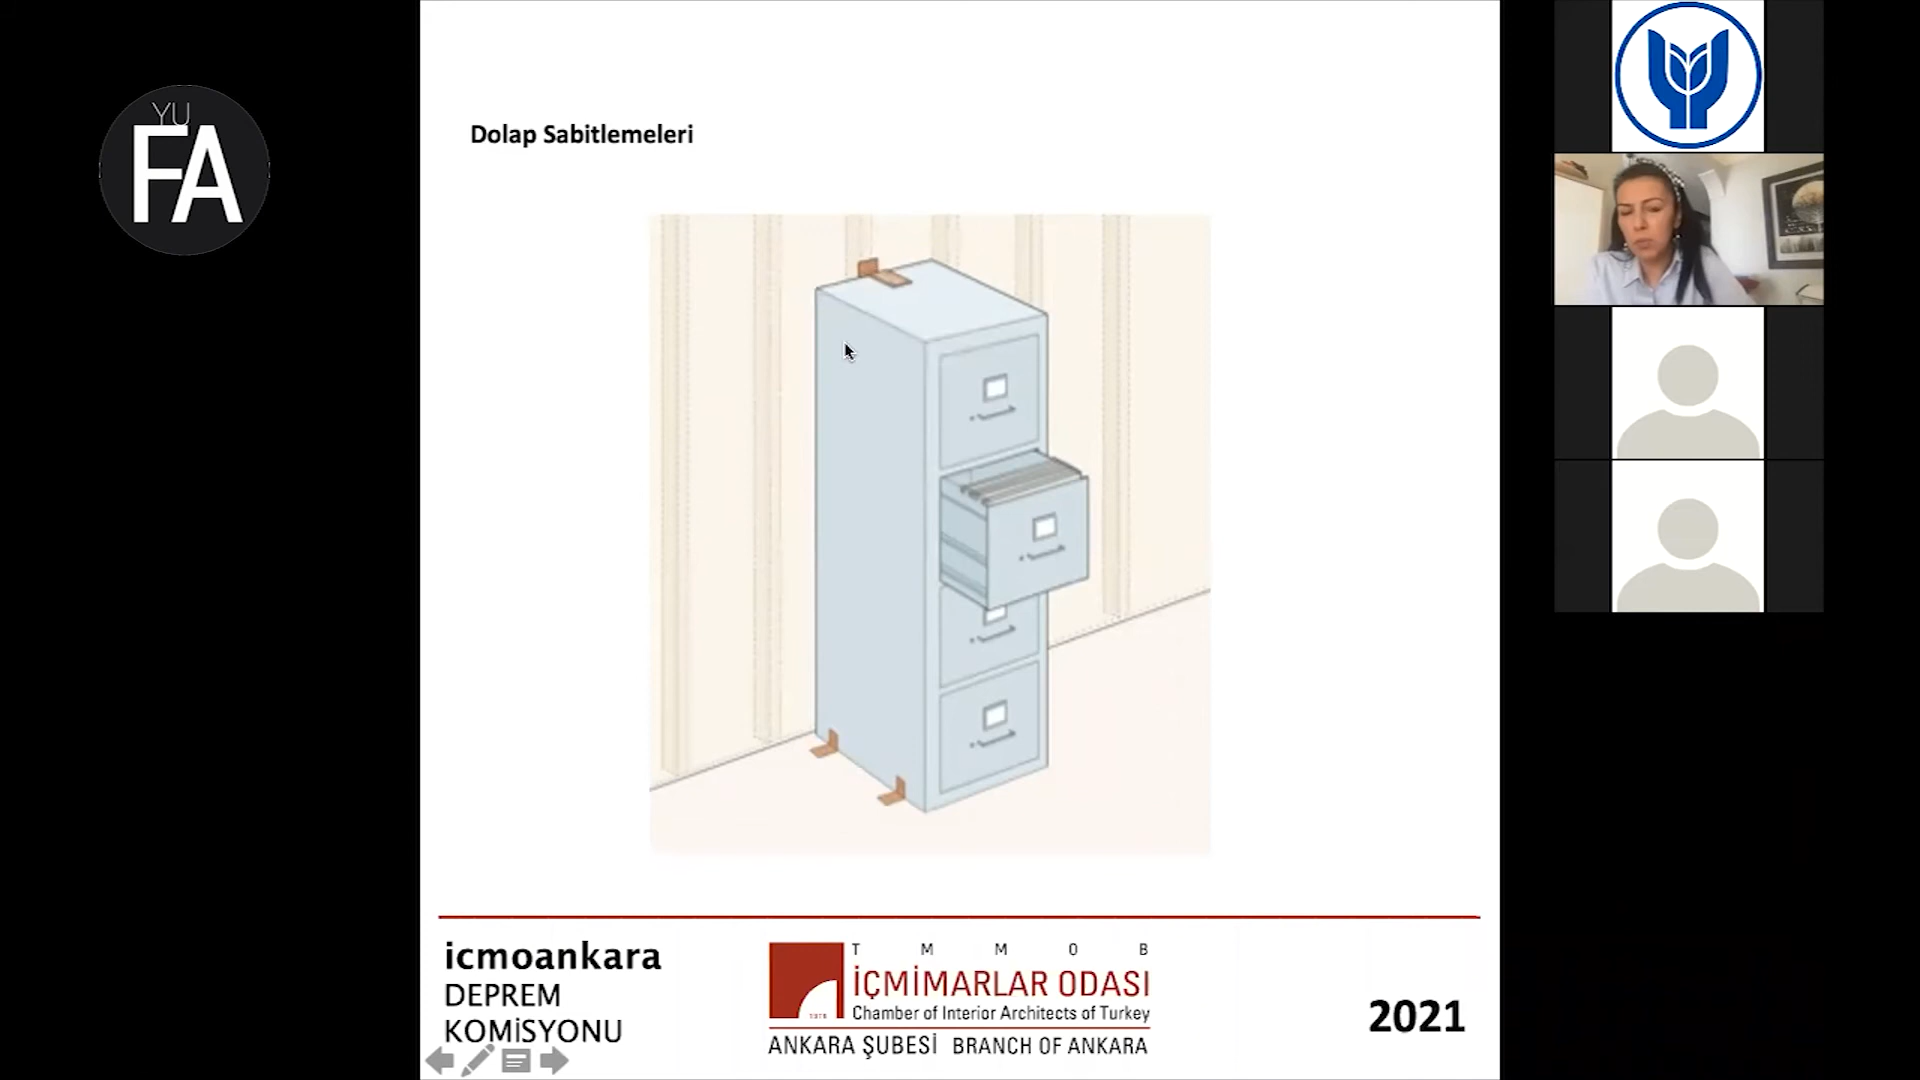 YU
FA
Dolap Sabitlemeleri
icmoankara
DEPREM
KOMİSYONU
T M M O B
İÇMİMARLAR ODASI
1976
Chamber of Interior Architects of Turkey
ANKARA ŞUBESİ BRANCH OF ANKARA
2021